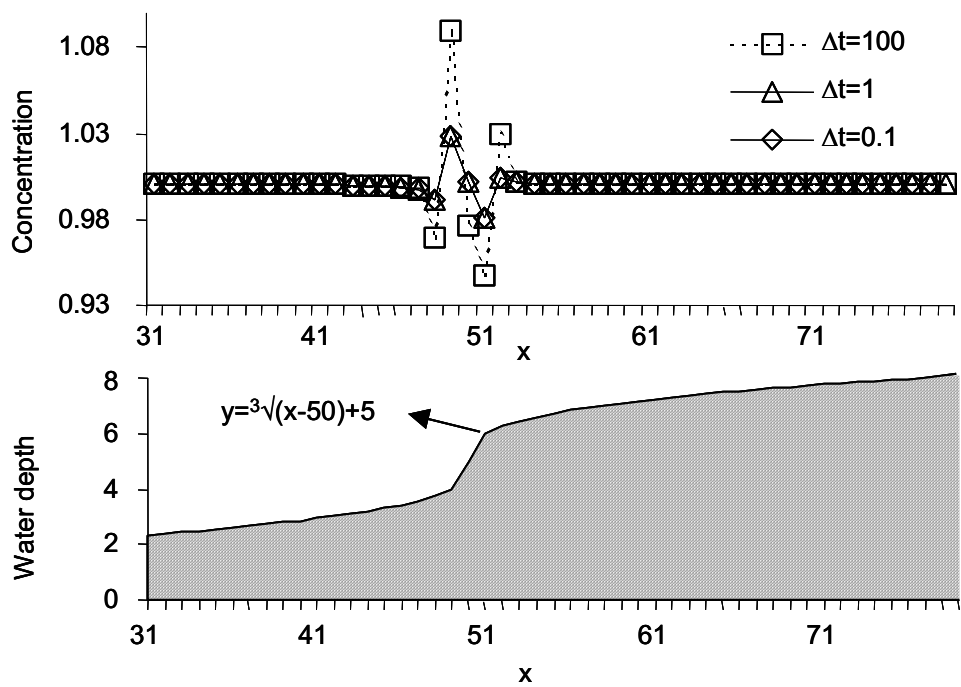 1.08
1.03
0.98
0.93
Concentration
Δt=100
Δt=1
Δt=0.1
31 41 51 61 71
x
8
6
4
2
0
Water depth
y=³√(x-50)+5
31 41 51 61 71
x